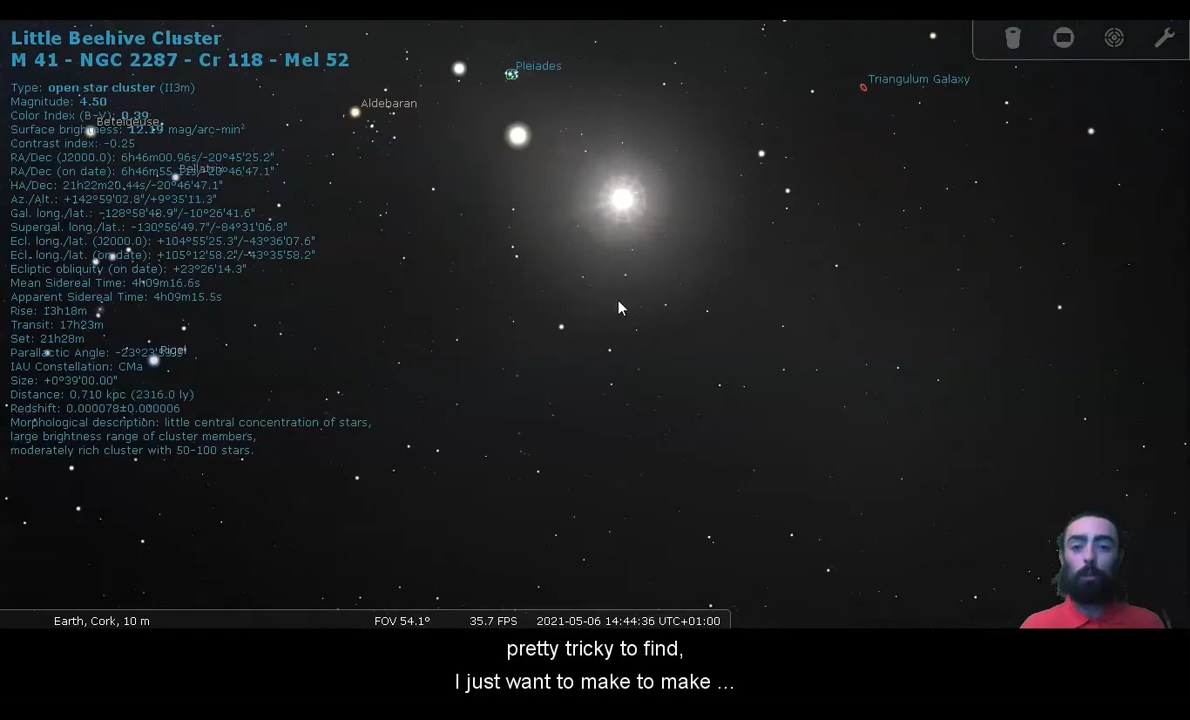 Little Beehive Cluster
M 41 - NGC 2287 - Cr 118 - Mel 52
Type: open star cluster (II3m)
Magnitude: 4.50
Color Index (B-V): 0.39
Surface brightness: 12.19 mag/arc-min²
Contrast index: -0.25
RA/Dec (J2000.0): 6h46m00.96s/-20°45'25.2"
RA/Dec (on date): /-20°46'47.1"
HA/Dec: 21h22m20.44s/-20°46'47.1"
Az./Alt.: +142°59'02.8"/+9°35'11.3"
Gal. long./lat.: -128°58'48.9"/-10°26'41.6"
Supergal. long./lat.: -130°56'49.7"/-84°31'06.8"
Ecl. long./lat. (J2000.0): +104°55'25.3"/-43°36'07.6"
Ecl. long./lat. (on date): +105°12'58.2"/-43°35'58.2"
Ecliptic obliquity (on date): +23°26'14.3"
Mean Sidereal Time: 4h09m16.6s
Apparent Sidereal Time: 4h09m15.5s
Rise: 13h18m
Transit: 17h23m
Set: 21h28m
Parallactic Angle:
IAU Constellation: CMa
Size: +0°39'00.00"
Distance: 0.710 kpc (2316.0 ly)
Redshift: 0.000078±0.000006
Morphological description: little central concentration of stars,
large brightness range of cluster members,
moderately rich cluster with 50-100 stars.
Betelgeuse
Rigel
Aldebaran
Pleiades
Triangulum Galaxy
Earth, Cork, 10 m
FOV 54.1°
35.7 FPS
2021-05-06 14:44:36 UTC+01:00
pretty tricky to find,
I just want to make to make ...